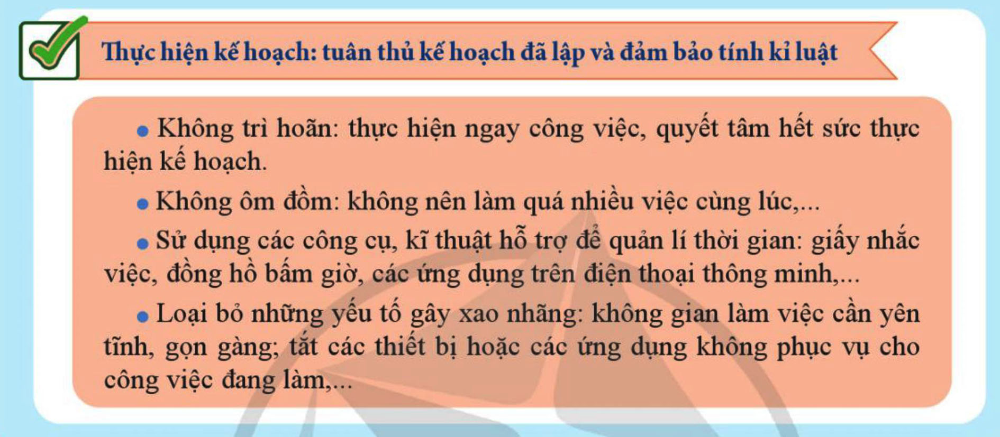 Thực hiện kế hoạch: tuân thủ kế hoạch đã lập và đảm bảo tính kỉ luật
● Không trì hoãn: thực hiện ngay công việc, quyết tâm hết sức thực
hiện kế hoạch.
● Không ôm đồm: không nên làm quá nhiều việc cùng lúc,...
● Sử dụng các công cụ, kĩ thuật hỗ trợ để quản lí thời gian: giấy nhắc
việc, đồng hồ bấm giờ, các ứng dụng trên điện thoại thông minh,...
● Loại bỏ những yếu tố gây xao nhãng: không gian làm việc cần yên
tĩnh, gọn gàng; tắt các thiết bị hoặc các ứng dụng không phục vụ cho
công việc đang làm,...